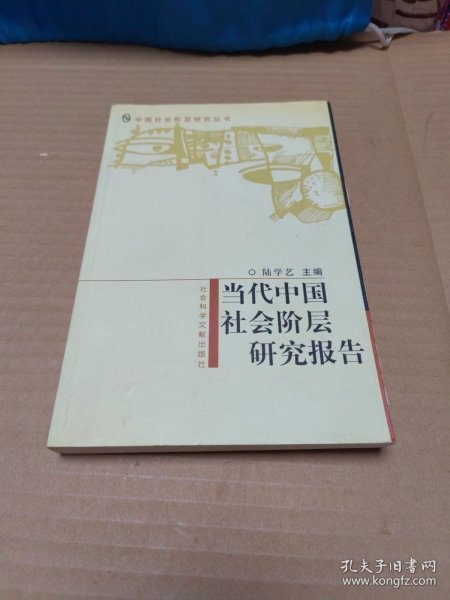 中国社会阶层研究丛书
陆学艺 主编
当代中国
社会阶层
研究报告
社会科学文献出版社
孔夫子旧书网
www.kongfz.com